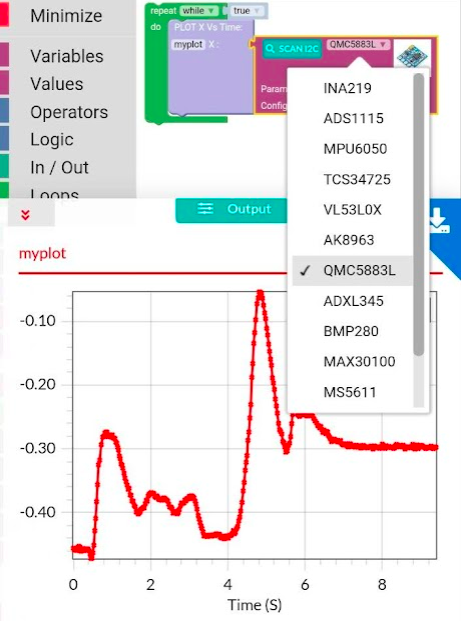 Minimize
Variables
Values
Operators
Logic
In / Out
Loops
repeat while true
do PLOT X Vs Time:
myplot X :
SCAN I2C QMC5883L
Param
Config
INA219
ADS1115
MPU6050
TCS34725
VL53L0X
AK8963
✓ QMC5883L
ADXL345
BMP280
MAX30100
MS5611
Output
myplot
-0.10
-0.20
-0.30
-0.40
0 2 4 6 8
Time (S)